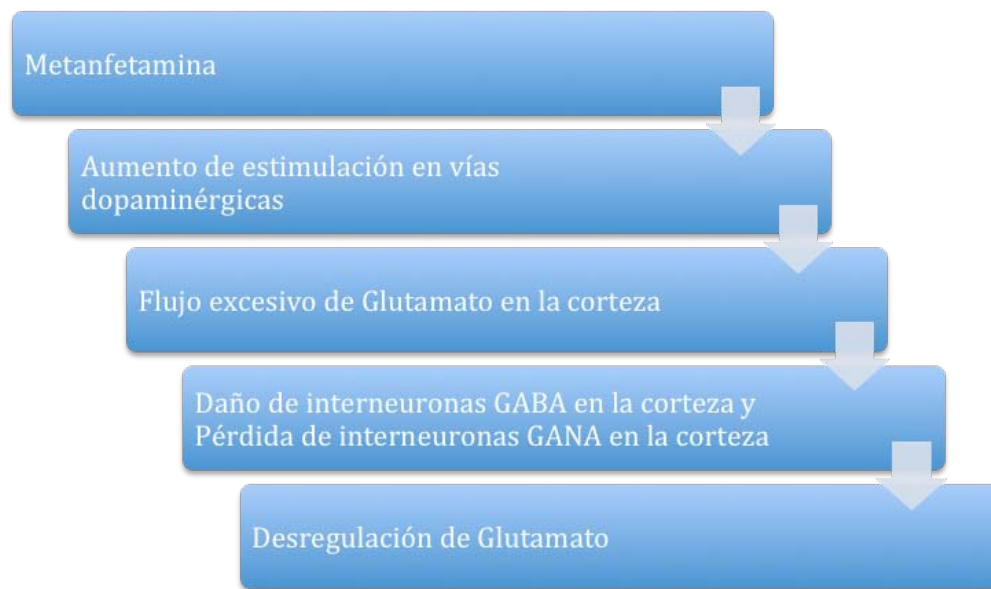 Metanfetamina
Aumento de estimulación en vías
dopaminérgicas
Flujo excesivo de Glutamato en la corteza
Daño de interneuronas GABA en la corteza y
Pérdida de interneuronas GANA en la corteza
Desregulación de Glutamato